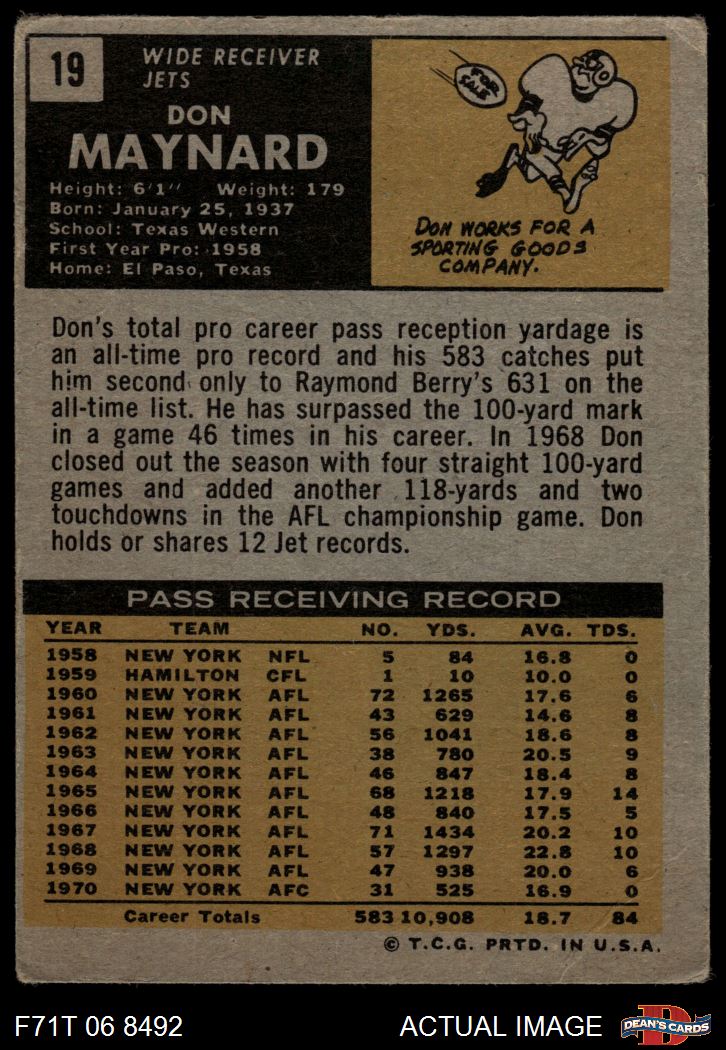 19
WIDE RECEIVER
JETS
DON
MAYNARD
Height: 6'1" Weight: 179
Born: January 25, 1937
School: Texas Western
First Year Pro: 1958
Home: El Paso, Texas
FOR
SALE
DON WORKS FOR A
SPORTING GOODS
COMPANY.
Don's total pro career pass reception yardage is
an all-time pro record and his 583 catches put
him second only to Raymond Berry's 631 on the
all-time list. He has surpassed the 100-yard mark
in a game 46 times in his career. In 1968 Don
closed out the season with four straight 100-yard
games and added another 118-yards and two
touchdowns in the AFL championship game. Don
holds or shares 12 Jet records.
PASS RECEIVING RECORD
YEAR TEAM NO. YDS. AVG. TDS.
1958 NEW YORK NFL 5 84 16.8 0
1959 HAMILTON CFL 1 10 10.0 0
1960 NEW YORK AFL 72 1265 17.6 6
1961 NEW YORK AFL 43 629 14.6 8
1962 NEW YORK AFL 56 1041 18.6 8
1963 NEW YORK AFL 38 780 20.5 9
1964 NEW YORK AFL 46 847 18.4 8
1965 NEW YORK AFL 68 1218 17.9 14
1966 NEW YORK AFL 48 840 17.5 5
1967 NEW YORK AFL 71 1434 20.2 10
1968 NEW YORK AFL 57 1297 22.8 10
1969 NEW YORK AFL 47 938 20.0 6
1970 NEW YORK AFC 31 525 16.9 0
Career Totals 583 10,908 18.7 84
© T.C.G. PRTD. IN U.S.A.
F71T 06 8492 ACTUAL IMAGE
D
DEAN'S CARDS